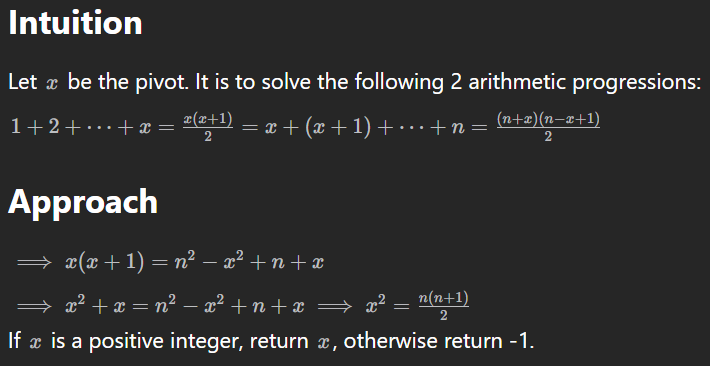 Intuition
Let x be the pivot. It is to solve the following 2 arithmetic progressions:
1 + 2 + ⋯ + x = x(x+1)/2 = x + (x + 1) + ⋯ + n = (n+x)(n−x+1)/2
Approach
⟹ x(x + 1) = n² − x² + n + x
⟹ x² + x = n² − x² + n + x ⟹ x² = n(n+1)/2
If x is a positive integer, return x, otherwise return -1.